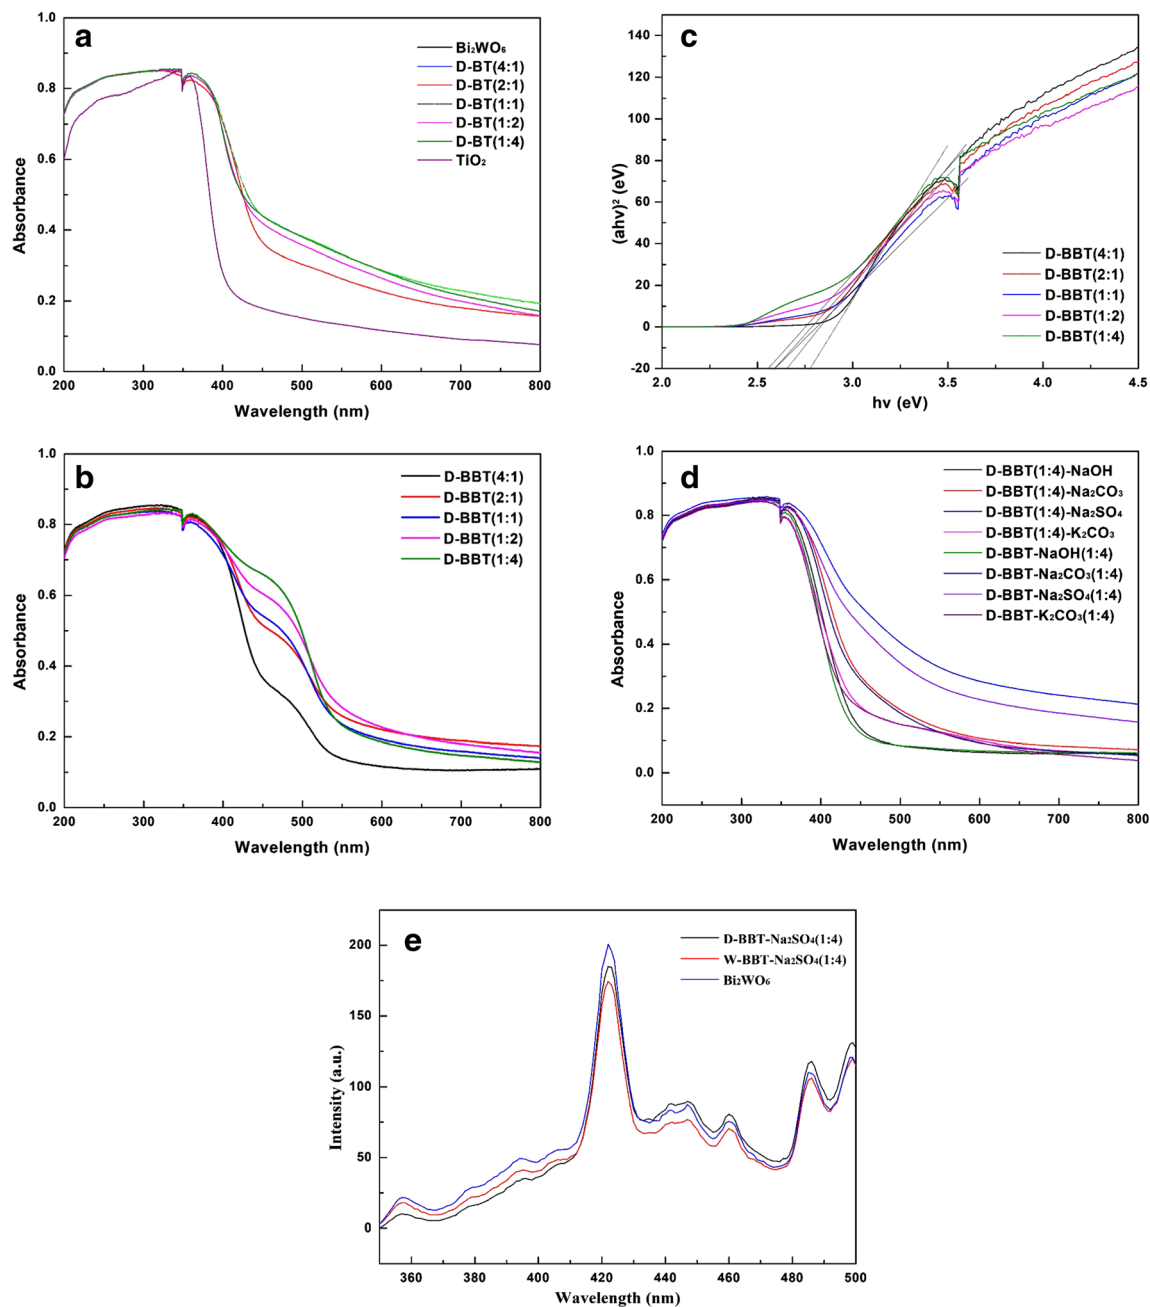 a
1.0
0.8
0.6
0.4
0.2
0.0
Absorbance
200 300 400 500 600 700 800
Wavelength (nm)
Bi₂WO₆
D-BT(4:1)
D-BT(2:1)
D-BT(1:1)
D-BT(1:2)
D-BT(1:4)
TiO₂
c
140
120
100
80
60
40
20
0
-20
(ahv)² (eV)
2.0 2.5 3.0 3.5 4.0 4.5
hv (eV)
D-BBT(4:1)
D-BBT(2:1)
D-BBT(1:1)
D-BBT(1:2)
D-BBT(1:4)
b
1.0
0.8
0.6
0.4
0.2
0.0
Absorbance
200 300 400 500 600 700 800
Wavelength (nm)
D-BBT(4:1)
D-BBT(2:1)
D-BBT(1:1)
D-BBT(1:2)
D-BBT(1:4)
d
1.0
0.8
0.6
0.4
0.2
0.0
Absorbance
200 300 400 500 600 700 800
Wavelength (nm)
D-BBT(1:4)-NaOH
D-BBT(1:4)-Na₂CO₃
D-BBT(1:4)-Na₂SO₄
D-BBT(1:4)-K₂CO₃
D-BBT-NaOH(1:4)
D-BBT-Na₂CO₃(1:4)
D-BBT-Na₂SO₄(1:4)
D-BBT-K₂CO₃(1:4)
e
200
150
100
50
0
Intensity (a.u.)
360 380 400 420 440 460 480 500
Wavelength (nm)
D-BBT-Na₂SO₄(1:4)
W-BBT-Na₂SO₄(1:4)
Bi₂WO₆